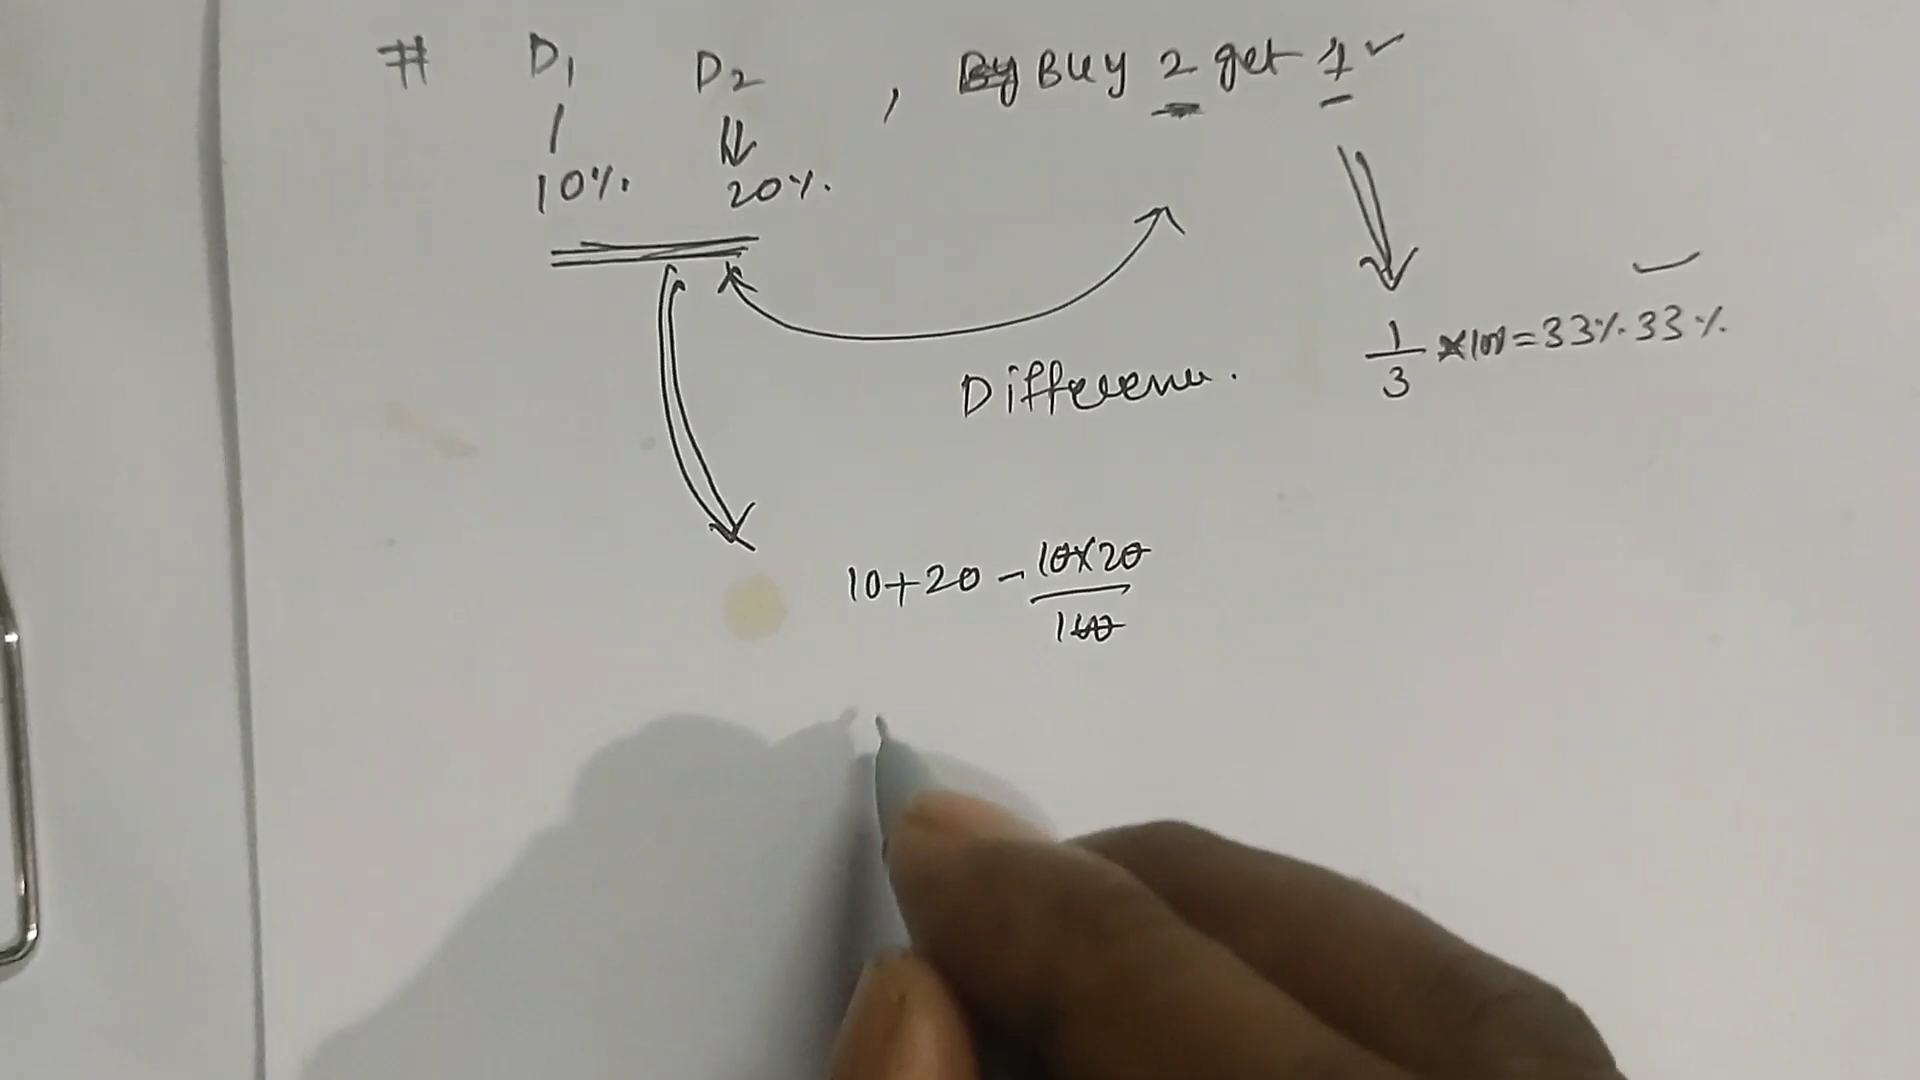 # D1 D2 , By Buy 2 get 1 ✓
10% 20%.
1/3 × 100 = 33% 33%
Difference.
10+20 - 10×20/100